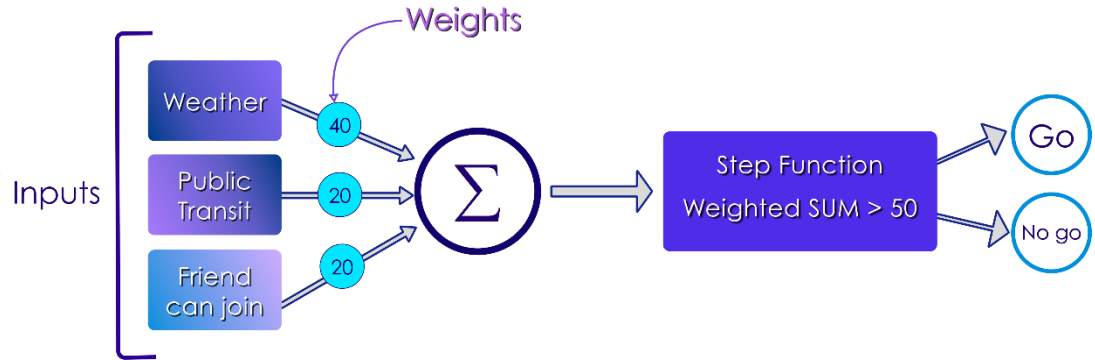 Weights
Inputs
Weather
40
Public
Transit
20
Friend
can join
20
Σ
Step Function
Weighted SUM > 50
Go
No go